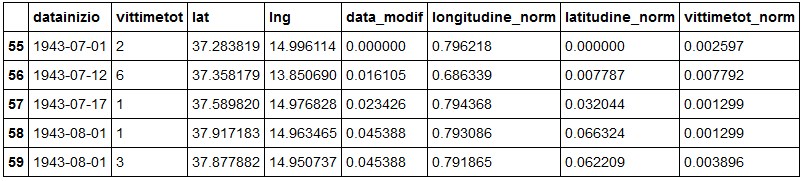 datainizio vittimetot lat lng data_modif longitudine_norm latitudine_norm vittimetot_norm
55 1943-07-01 2 37.283819 14.996114 0.000000 0.796218 0.000000 0.002597
56 1943-07-12 6 37.358179 13.850690 0.016105 0.686339 0.007787 0.007792
57 1943-07-17 1 37.589820 14.976828 0.023426 0.794368 0.032044 0.001299
58 1943-08-01 1 37.917183 14.963465 0.045388 0.793086 0.066324 0.001299
59 1943-08-01 3 37.877882 14.950737 0.045388 0.791865 0.062209 0.003896